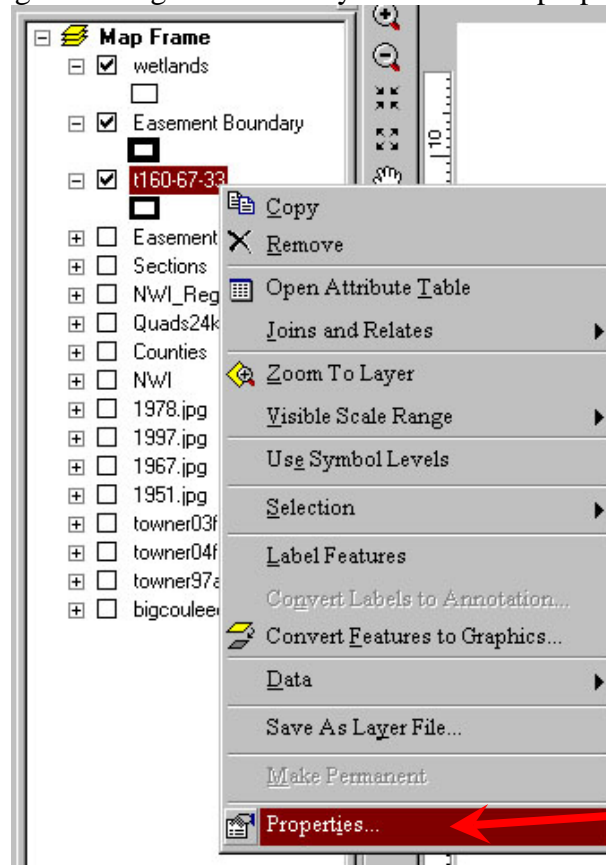 Map Frame
wetlands
Easement Boundary
t160-67-33
Easement
Sections
NWI_Reg
Quads24k
Counties
NWI
1978.jpg
1997.jpg
1967.jpg
1951.jpg
towner03f
towner04f
towner97a
bigcoulee
Copy
Remove
Open Attribute Table
Joins and Relates
Zoom To Layer
Visible Scale Range
Use Symbol Levels
Selection
Label Features
Convert Labels to Annotation...
Convert Features to Graphics...
Data
Save As Layer File...
Make Permanent
Properties...
10